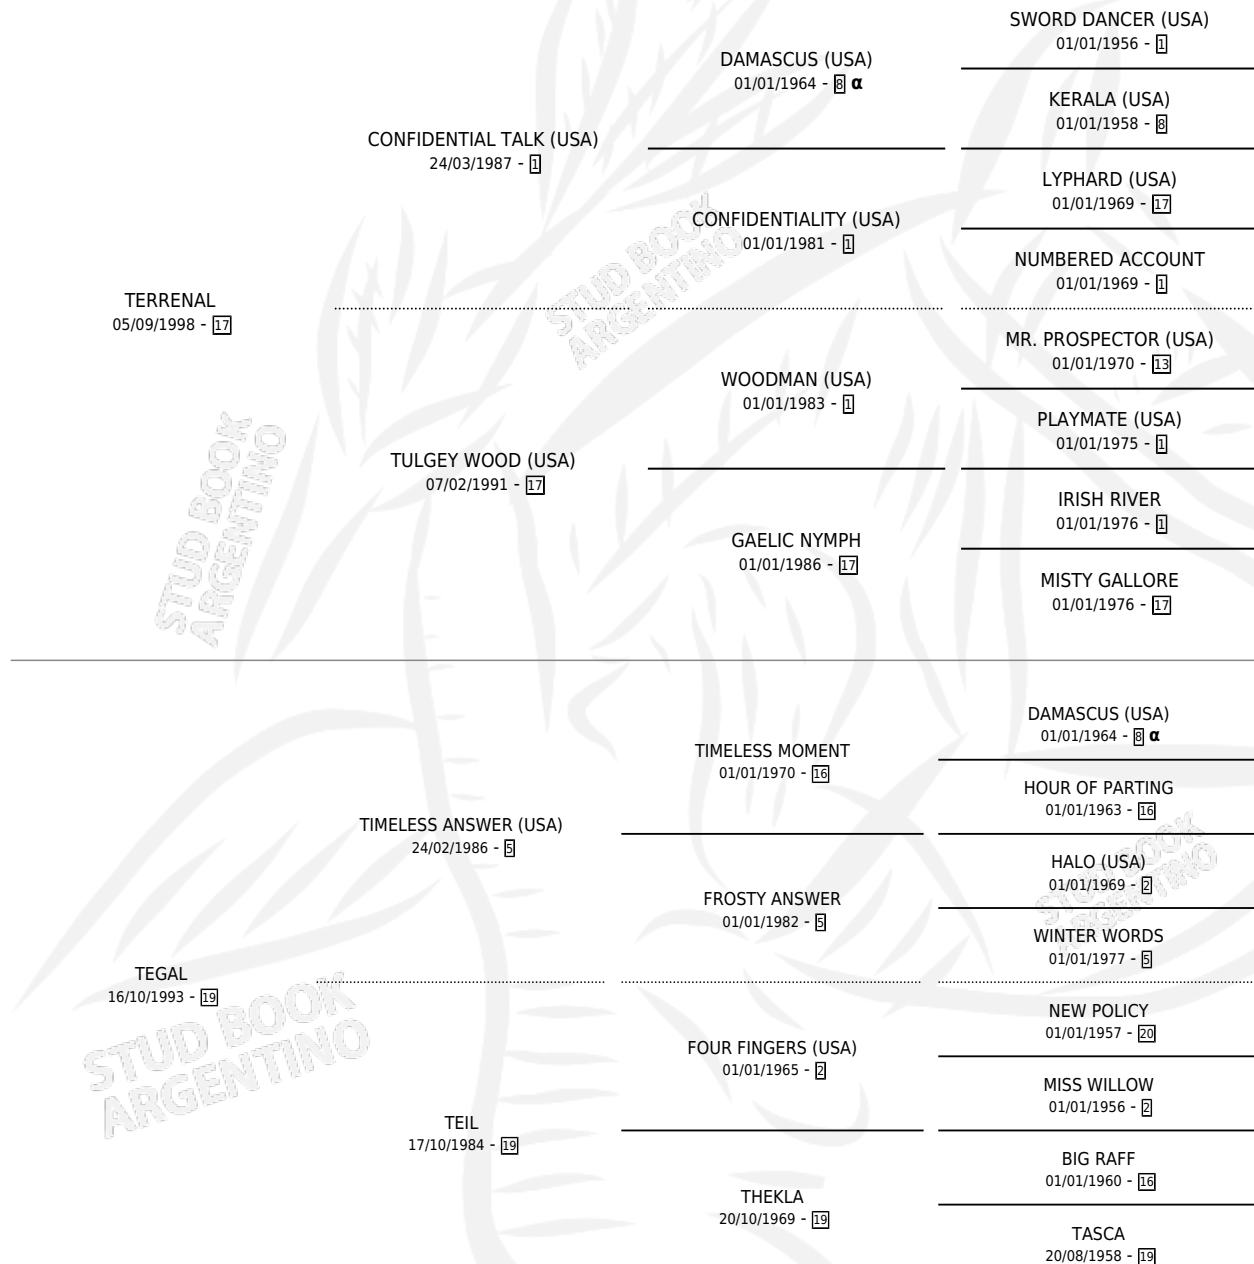 SWORD DANCER (USA)
01/01/1956 - 1
DAMASCUS (USA)
01/01/1964 - 8 α
KERALA (USA)
01/01/1958 - 8
CONFIDENTIAL TALK (USA)
24/03/1987 - 1
LYPHARD (USA)
01/01/1969 - 17
CONFIDENTIALITY (USA)
01/01/1981 - 1
NUMBERED ACCOUNT
01/01/1969 - 1
TERRENAL
05/09/1998 - 17
MR. PROSPECTOR (USA)
01/01/1970 - 13
WOODMAN (USA)
01/01/1983 - 1
PLAYMATE (USA)
01/01/1975 - 1
TULGEY WOOD (USA)
07/02/1991 - 17
IRISH RIVER
01/01/1976 - 1
GAELIC NYMPH
01/01/1986 - 17
MISTY GALLORE
01/01/1976 - 17
STUD BOOK
ARGENTINO
STUD BOOK
ARGENTINO
DAMASCUS (USA)
01/01/1964 - 8 α
TIMELESS MOMENT
01/01/1970 - 16
HOUR OF PARTING
01/01/1963 - 16
TIMELESS ANSWER (USA)
24/02/1986 - 5
HALO (USA)
01/01/1969 - 2
FROSTY ANSWER
01/01/1982 - 5
WINTER WORDS
01/01/1977 - 5
TEGAL
16/10/1993 - 19
NEW POLICY
01/01/1957 - 20
FOUR FINGERS (USA)
01/01/1965 - 2
MISS WILLOW
01/01/1956 - 2
TEIL
17/10/1984 - 19
BIG RAFF
01/01/1960 - 16
THEKLA
20/10/1969 - 19
TASCA
20/08/1958 - 19
STUD BOOK
ARGENTINO
STUD BOOK
ARGENTINO